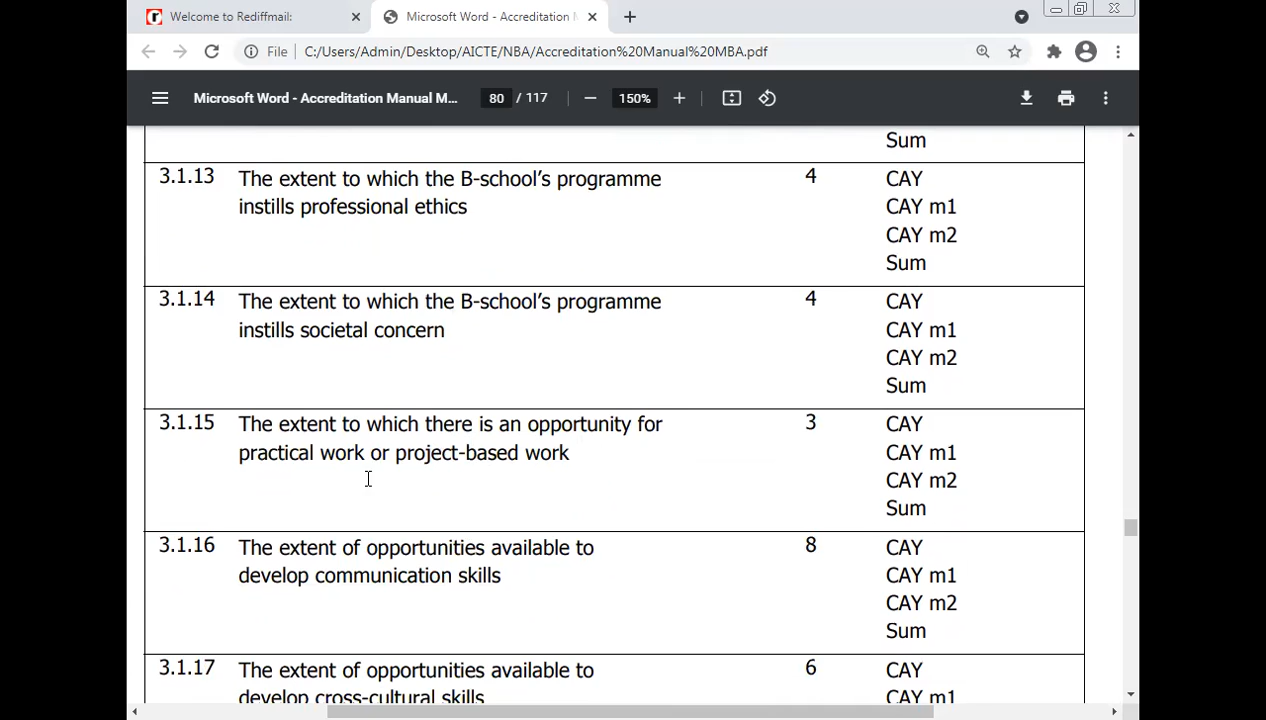 Welcome to Rediffmail:
Microsoft Word - Accreditation M
File
C:/Users/Admin/Desktop/AICTE/NBA/Accreditation%20Manual%20MBA.pdf
Microsoft Word - Accreditation Manual M...
80 / 117
150%
Sum
3.1.13 The extent to which the B-school's programme 4 CAY
instills professional ethics CAY m1
CAY m2
Sum
3.1.14 The extent to which the B-school's programme 4 CAY
instills societal concern CAY m1
CAY m2
Sum
3.1.15 The extent to which there is an opportunity for 3 CAY
practical work or project-based work CAY m1
CAY m2
Sum
3.1.16 The extent of opportunities available to 8 CAY
develop communication skills CAY m1
CAY m2
Sum
3.1.17 The extent of opportunities available to 6 CAY
develop cross-cultural skills CAY m1